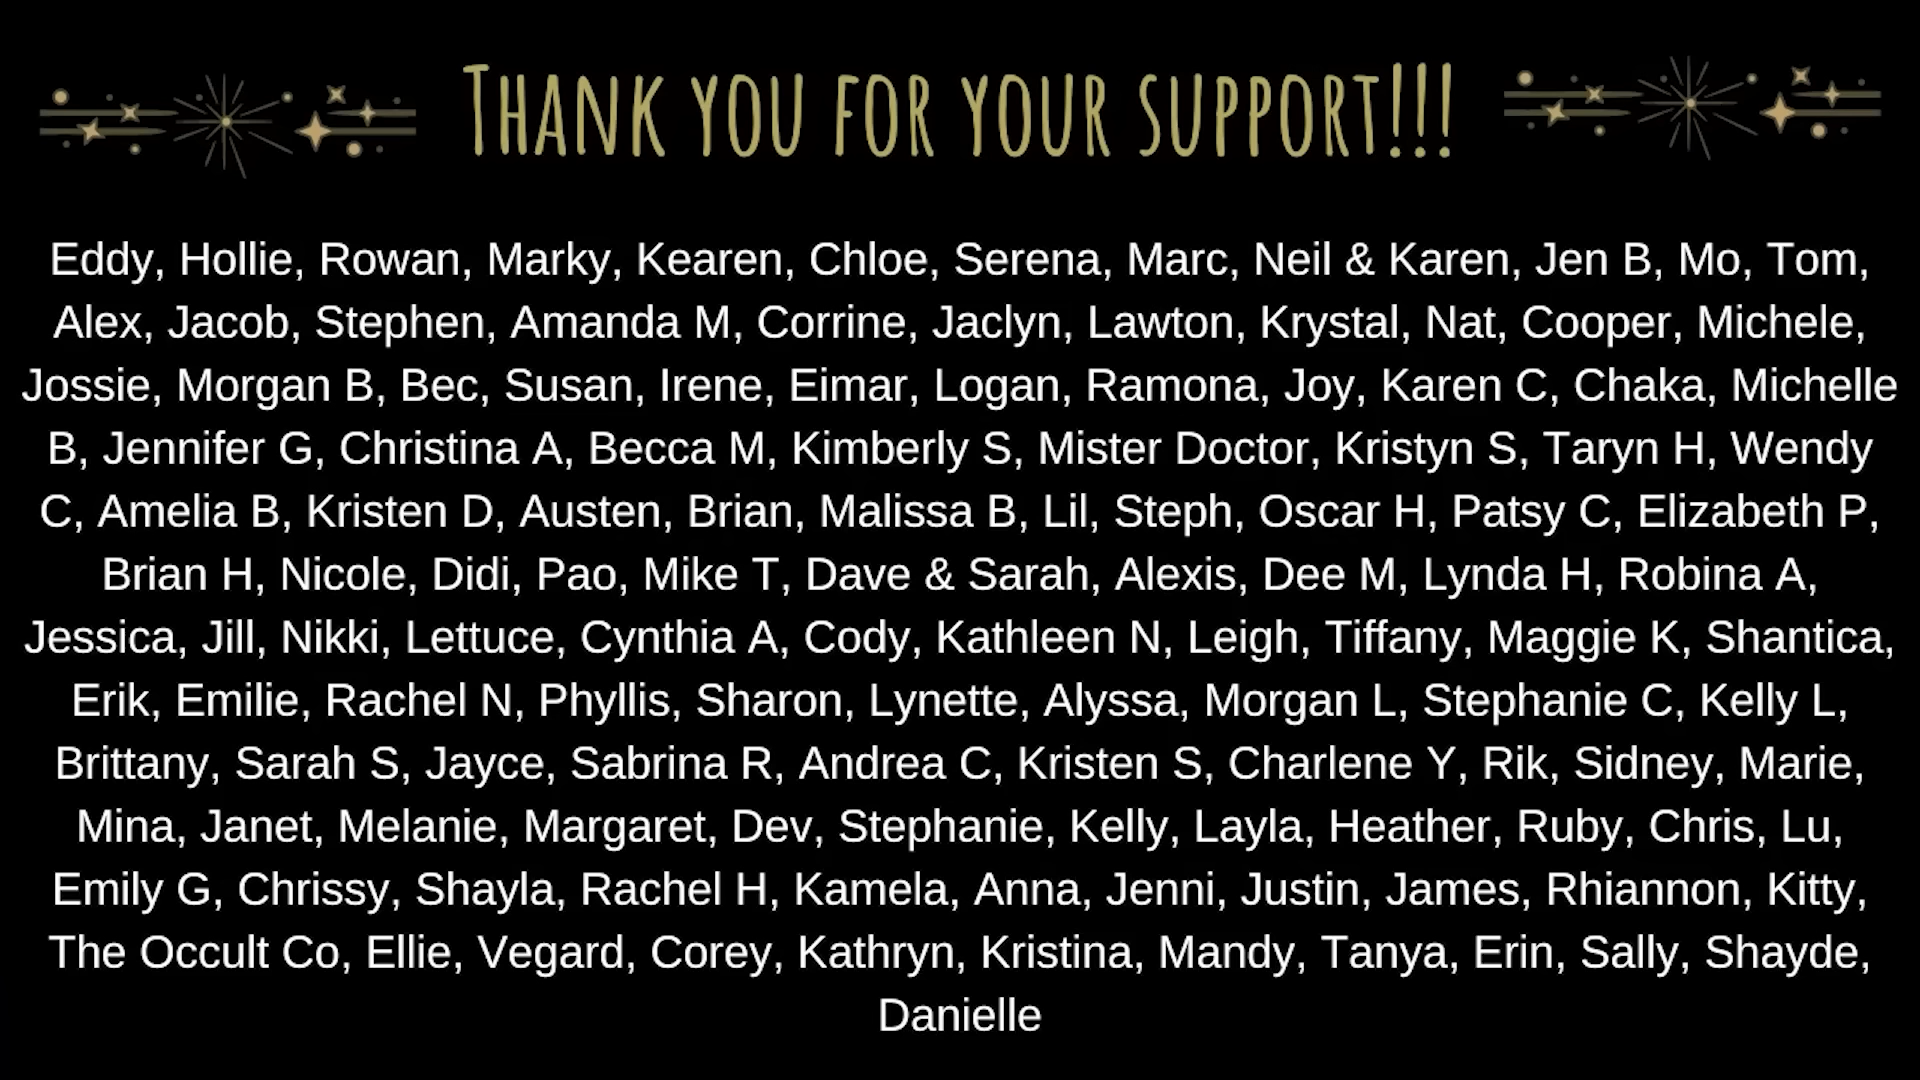 THANK YOU FOR YOUR SUPPORT!!!
Eddy, Hollie, Rowan, Marky, Kearen, Chloe, Serena, Marc, Neil & Karen, Jen B, Mo, Tom,
Alex, Jacob, Stephen, Amanda M, Corrine, Jaclyn, Lawton, Krystal, Nat, Cooper, Michele,
Jossie, Morgan B, Bec, Susan, Irene, Eimar, Logan, Ramona, Joy, Karen C, Chaka, Michelle
B, Jennifer G, Christina A, Becca M, Kimberly S, Mister Doctor, Kristyn S, Taryn H, Wendy
C, Amelia B, Kristen D, Austen, Brian, Malissa B, Lil, Steph, Oscar H, Patsy C, Elizabeth P,
Brian H, Nicole, Didi, Pao, Mike T, Dave & Sarah, Alexis, Dee M, Lynda H, Robina A,
Jessica, Jill, Nikki, Lettuce, Cynthia A, Cody, Kathleen N, Leigh, Tiffany, Maggie K, Shantica,
Erik, Emilie, Rachel N, Phyllis, Sharon, Lynette, Alyssa, Morgan L, Stephanie C, Kelly L,
Brittany, Sarah S, Jayce, Sabrina R, Andrea C, Kristen S, Charlene Y, Rik, Sidney, Marie,
Mina, Janet, Melanie, Margaret, Dev, Stephanie, Kelly, Layla, Heather, Ruby, Chris, Lu,
Emily G, Chrissy, Shayla, Rachel H, Kamela, Anna, Jenni, Justin, James, Rhiannon, Kitty,
The Occult Co, Ellie, Vegard, Corey, Kathryn, Kristina, Mandy, Tanya, Erin, Sally, Shayde,
Danielle